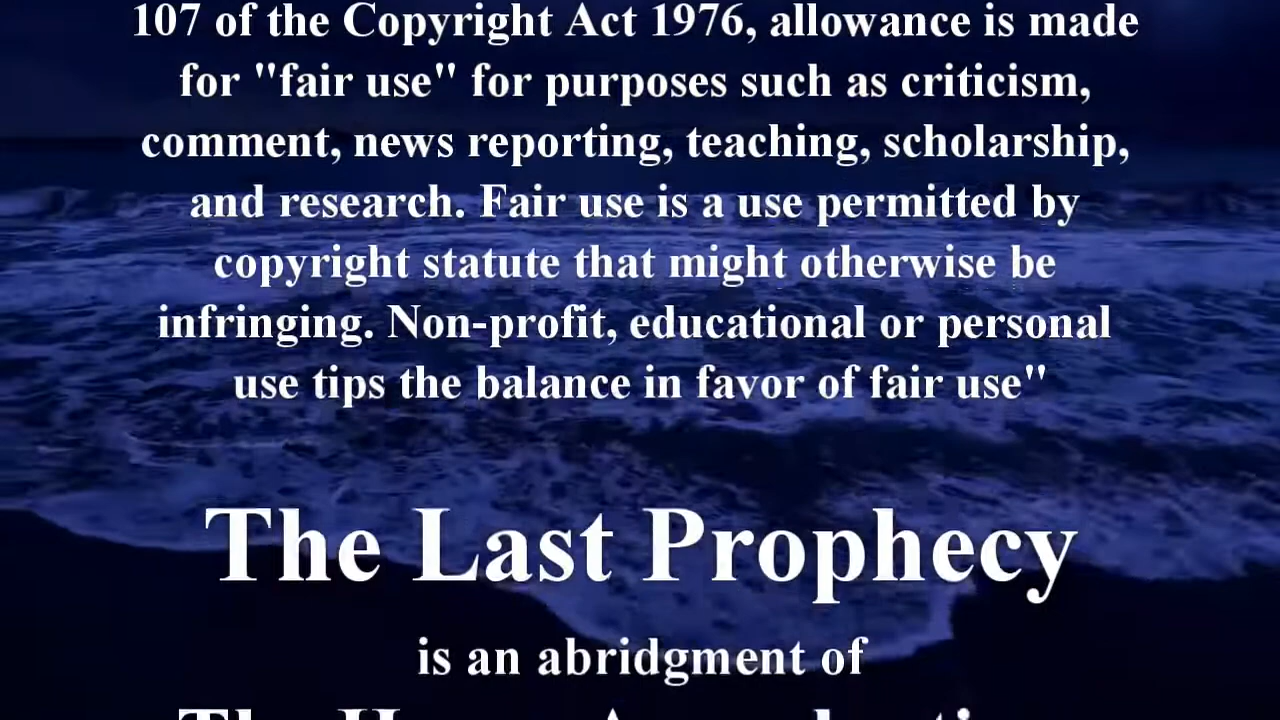 107 of the Copyright Act 1976, allowance is made
for "fair use" for purposes such as criticism,
comment, news reporting, teaching, scholarship,
and research. Fair use is a use permitted by
copyright statute that might otherwise be
infringing. Non-profit, educational or personal
use tips the balance in favor of fair use"
The Last Prophecy
is an abridgment of
The